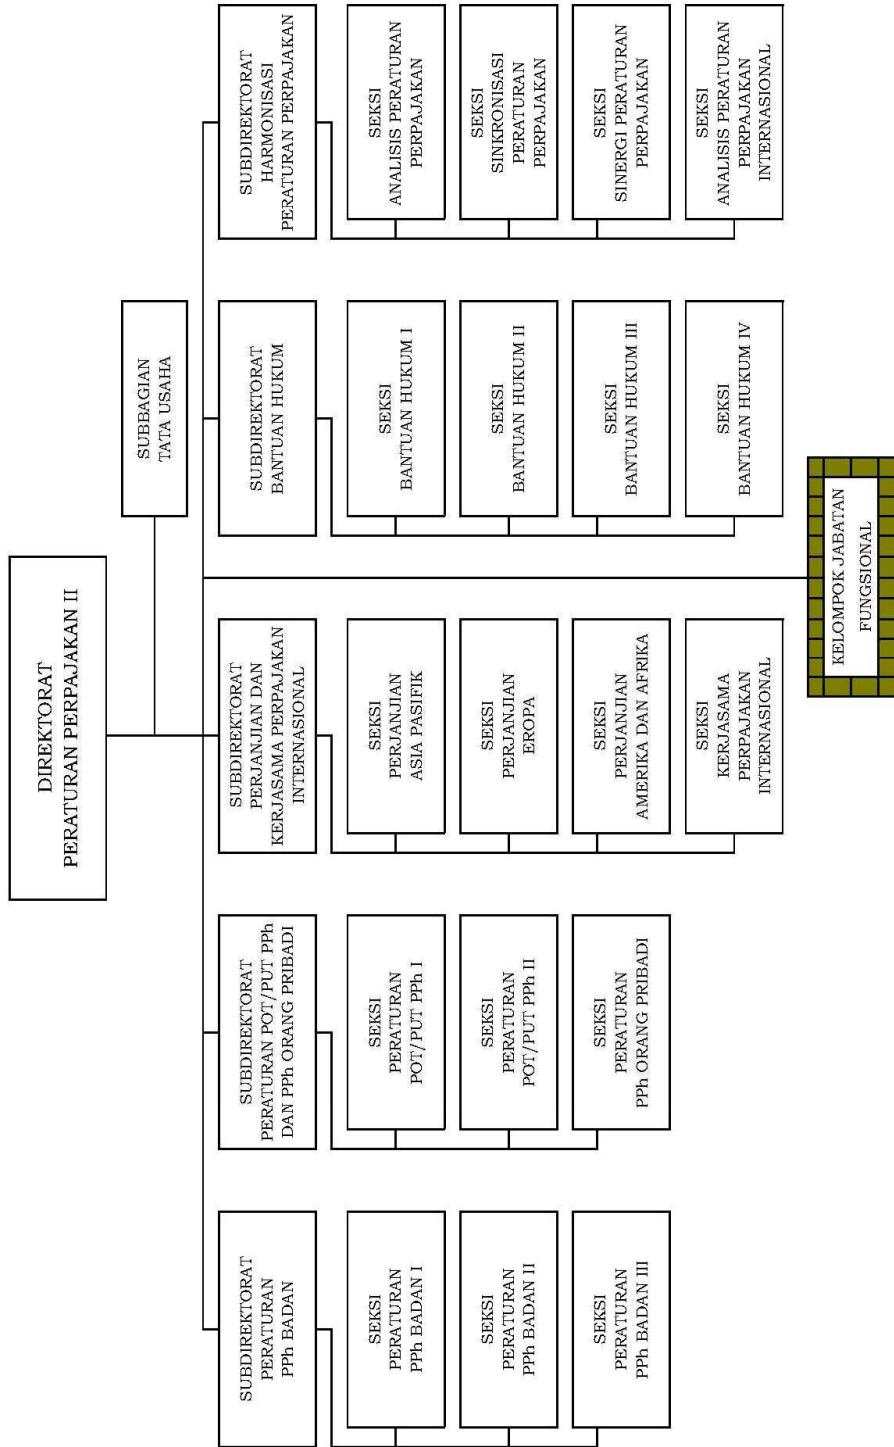 DIREKTORAT
PERATURAN PERPAJAKAN II
SUBBAGIAN
TATA USAHA
SUBDIREKTORAT
PERATURAN
PPh BADAN
SUBDIREKTORAT
PERATURAN POT/PUT PPh
DAN PPh ORANG PRIBADI
SUBDIREKTORAT
PERJANJIAN DAN
KERJASAMA PERPAJAKAN
INTERNASIONAL
SUBDIREKTORAT
BANTUAN HUKUM
SUBDIREKTORAT
HARMONISASI
PERATURAN PERPAJAKAN
SEKSI
PERATURAN
PPh BADAN I
SEKSI
PERATURAN
POT/PUT PPh I
SEKSI
PERJANJIAN
ASIA PASIFIK
SEKSI
BANTUAN HUKUM I
SEKSI
ANALISIS PERATURAN
PERPAJAKAN
SEKSI
PERATURAN
PPh BADAN II
SEKSI
PERATURAN
POT/PUT PPh II
SEKSI
PERJANJIAN
EROPA
SEKSI
BANTUAN HUKUM II
SEKSI
SINKRONISASI
PERATURAN
PERPAJAKAN
SEKSI
PERATURAN
PPh BADAN III
SEKSI
PERATURAN
PPh ORANG PRIBADI
SEKSI
PERJANJIAN
AMERIKA DAN AFRIKA
SEKSI
BANTUAN HUKUM III
SEKSI
SINERGI PERATURAN
PERPAJAKAN
SEKSI
KERJASAMA
PERPAJAKAN
INTERNASIONAL
SEKSI
BANTUAN HUKUM IV
SEKSI
ANALISIS PERATURAN
PERPAJAKAN
INTERNASIONAL
KELOMPOK JABATAN
FUNGSIONAL